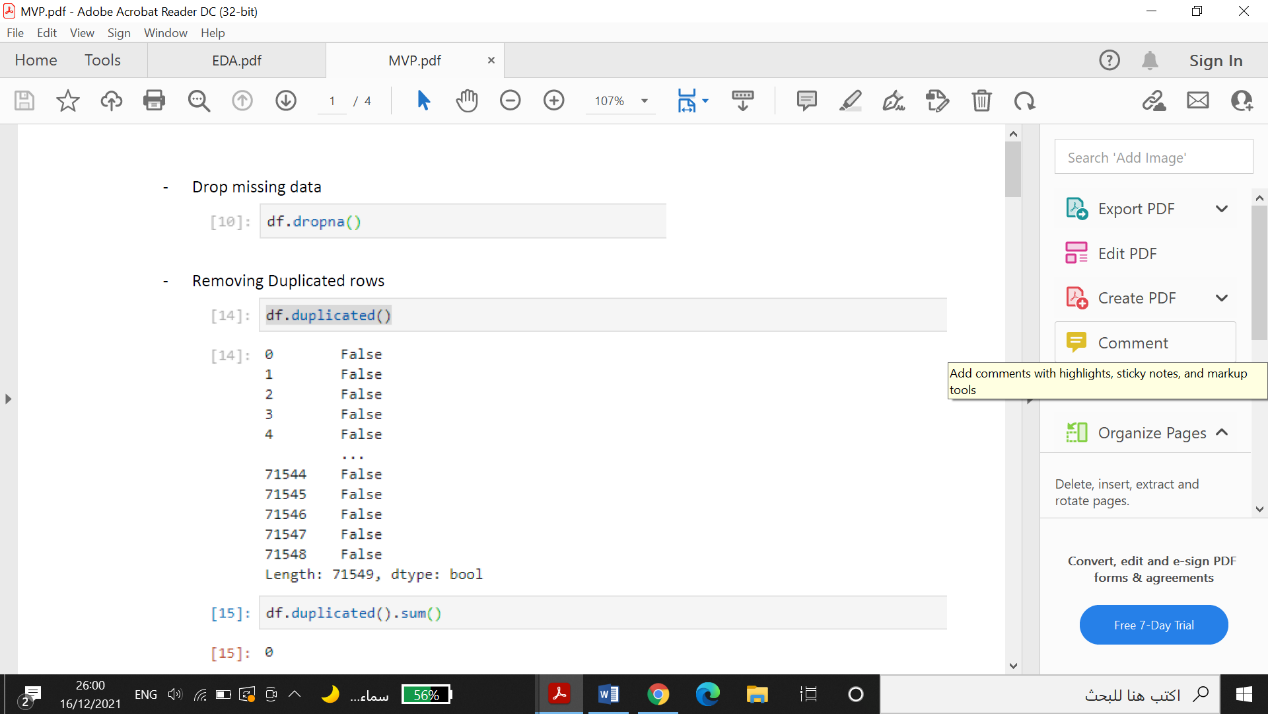 MVP.pdf - Adobe Acrobat Reader DC (32-bit)
File Edit View Sign Window Help
Home Tools EDA.pdf MVP.pdf × Sign In
1 / 4 107%
- Drop missing data
[10]: df.dropna()
- Removing Duplicated rows
[14]: df.duplicated()
[14]: 0 False
1 False
2 False
3 False
4 False
...
71544 False
71545 False
71546 False
71547 False
71548 False
Length: 71549, dtype: bool
[15]: df.duplicated().sum()
[15]: 0
Search 'Add Image'
Export PDF
Edit PDF
Create PDF
Comment
Add comments with highlights, sticky notes, and markup
tools
Organize Pages
Delete, insert, extract and
rotate pages.
Convert, edit and e-sign PDF
forms & agreements
Free 7-Day Trial
2
26:00
16/12/2021
ENG
سماء...
56%
اكتب هنا للبحث